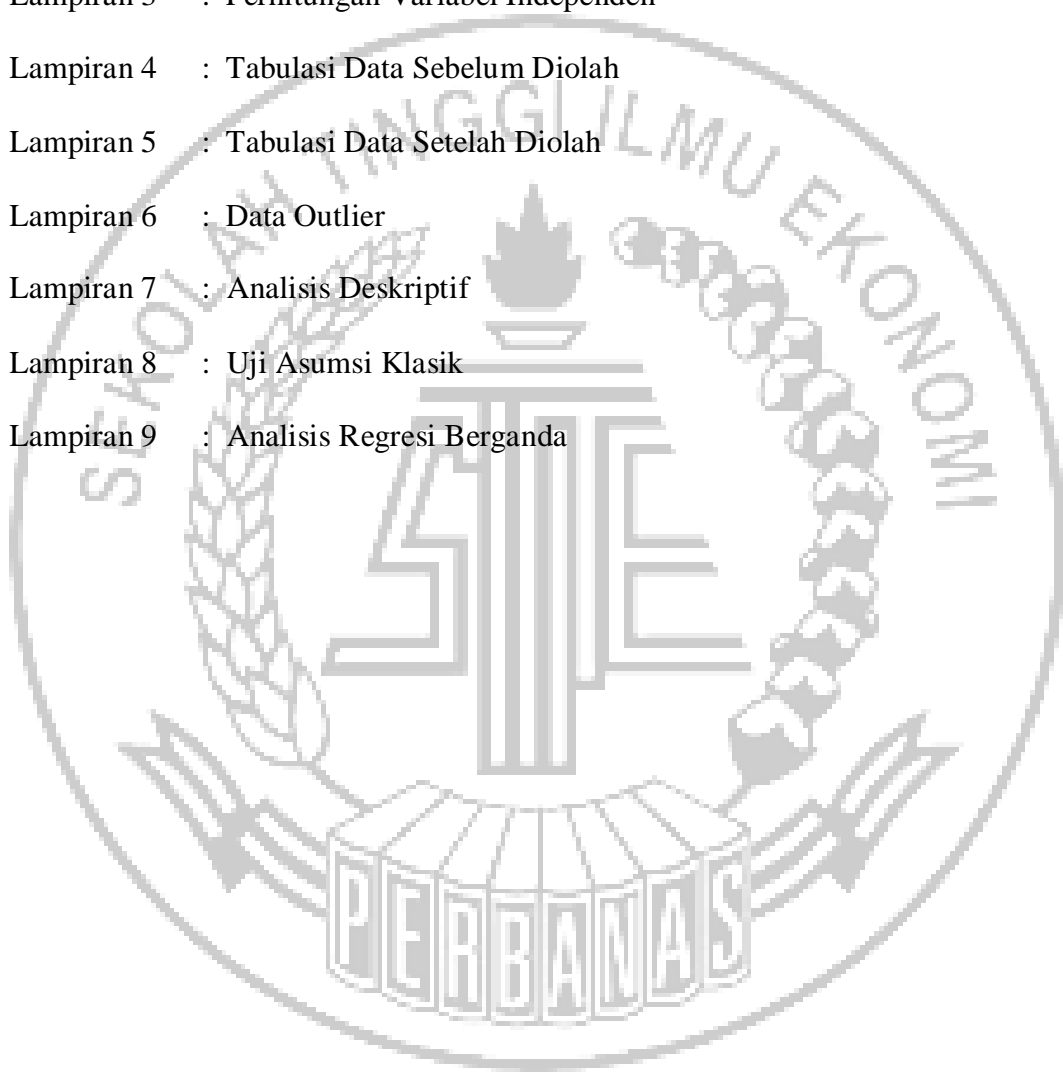 Lampiran 3 : Perhitungan Variabel Independen
Lampiran 4 : Tabulasi Data Sebelum Diolah
Lampiran 5 : Tabulasi Data Setelah Diolah
Lampiran 6 : Data Outlier
Lampiran 7 : Analisis Deskriptif
Lampiran 8 : Uji Asumsi Klasik
Lampiran 9 : Analisis Regresi Berganda
SEKOLAH TINGGI ILMU EKONOMI
STIE
PERBANAS